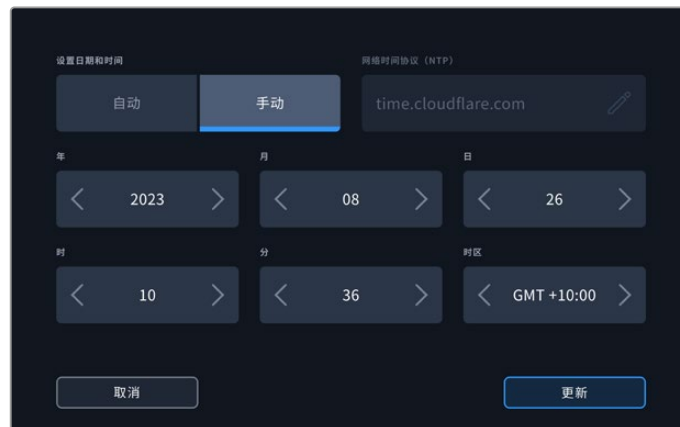 设置日期和时间
网络时间协议（NTP）
自动
手动
time.cloudflare.com
年
月
日
2023
08
26
时
分
时区
10
36
GMT +10:00
取消
更新